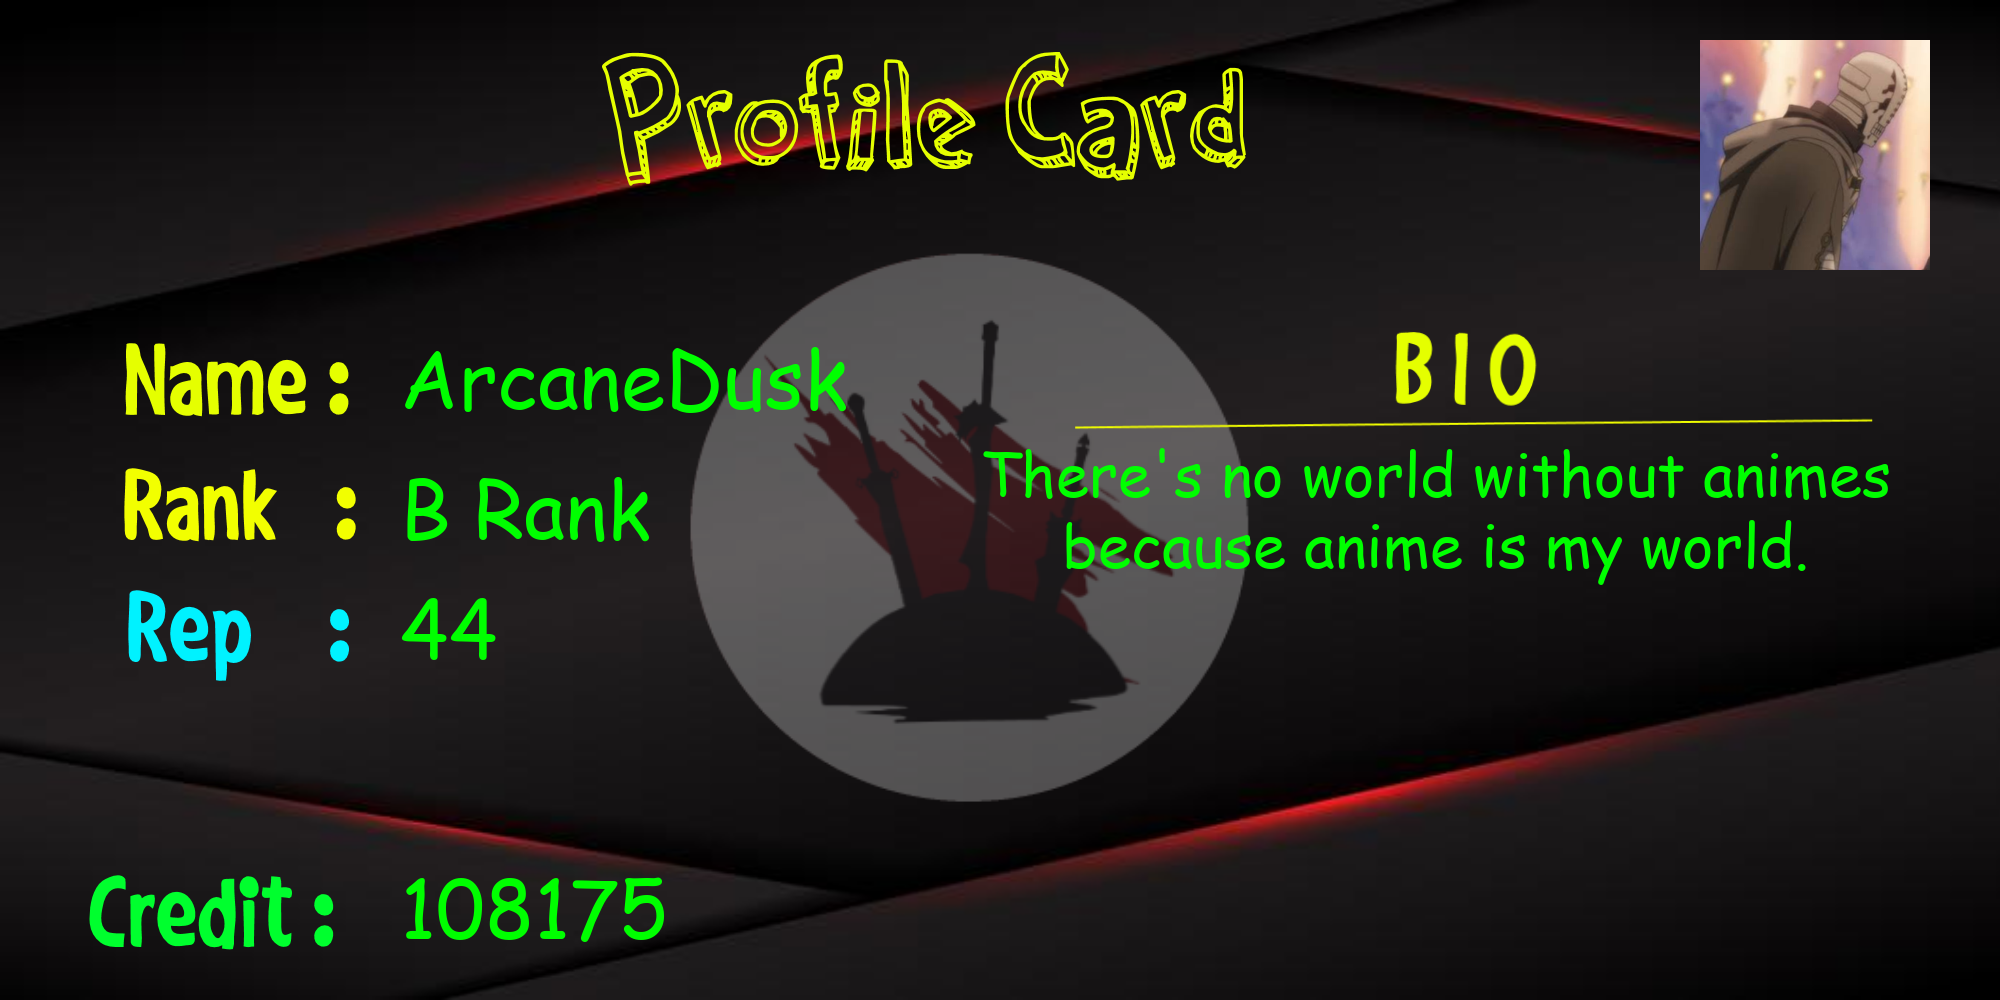 Profile Card
Name : ArcaneDusk
Rank : B Rank
Rep : 44
Credit : 108175
BIO
There's no world without animes
because anime is my world.